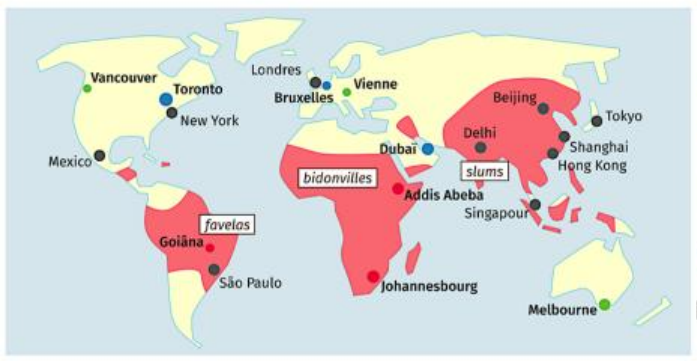 Vancouver
Toronto
New York
Mexico
Londres
Bruxelles
Vienne
Beijing
Tokyo
Delhi
Shanghai
Hong Kong
Dubaï
slums
bidonvilles
Addis Abeba
Singapour
favelas
Goiâna
São Paulo
Johannesbourg
Melbourne